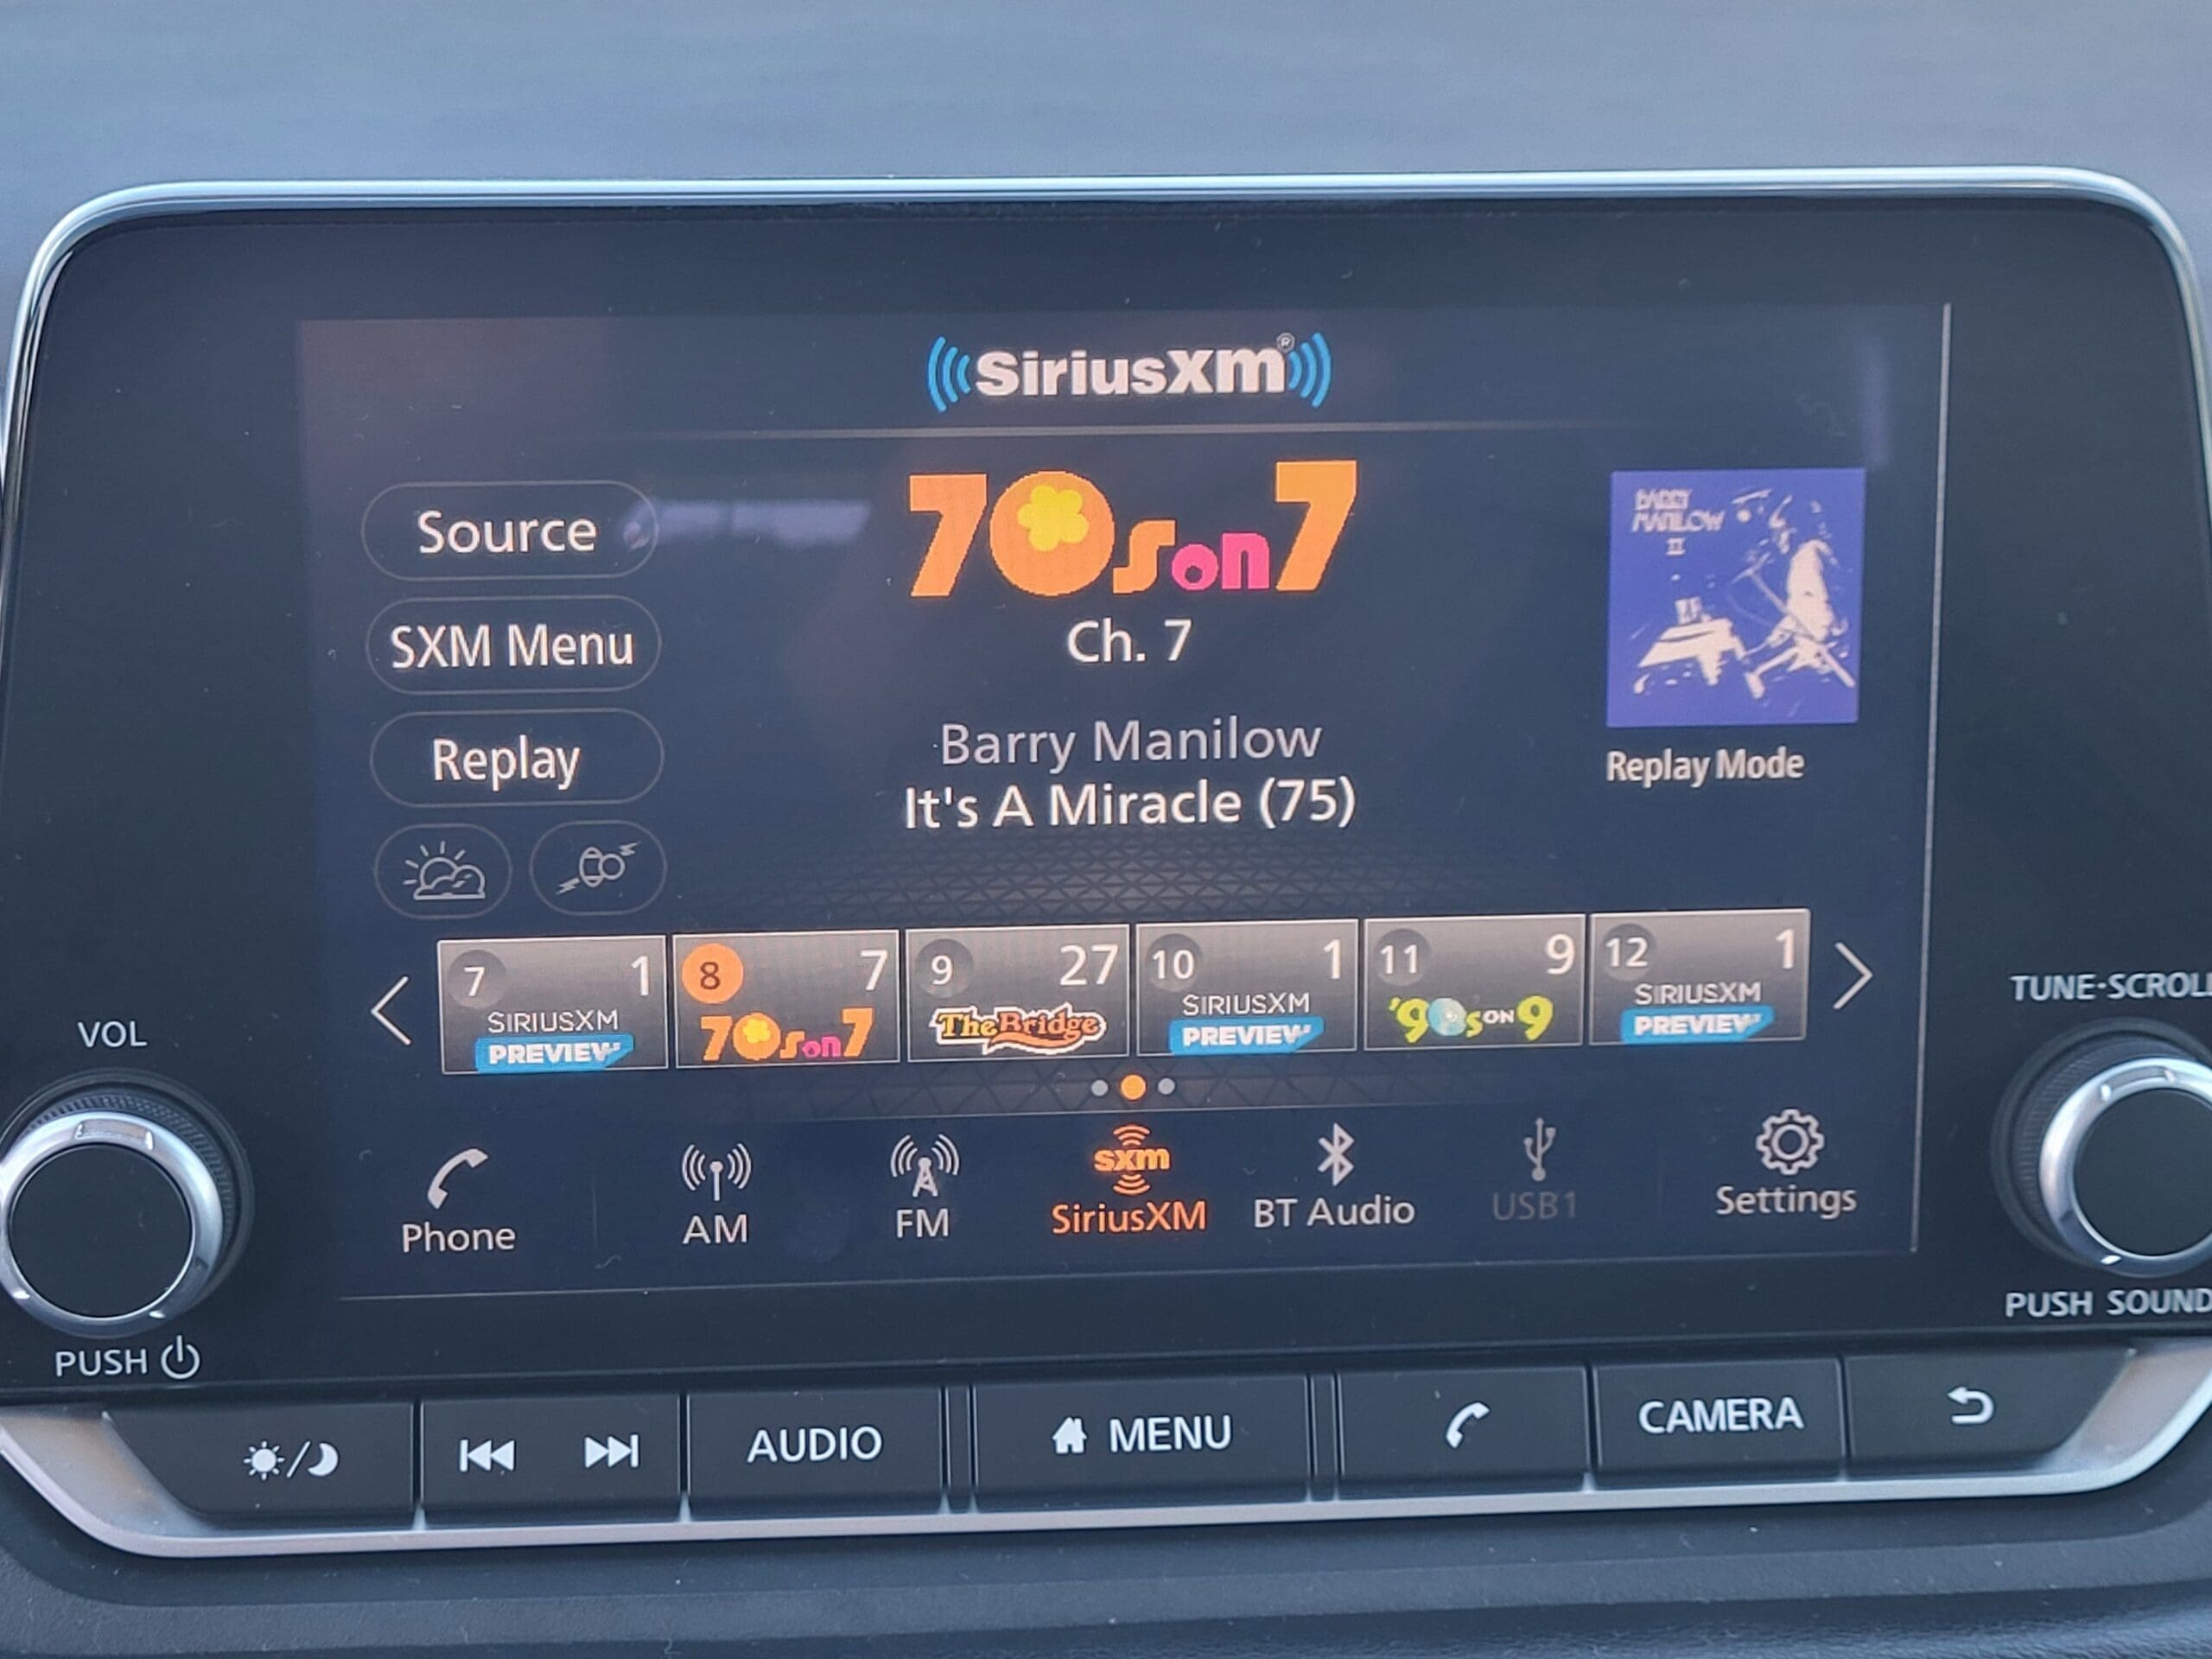 SiriusXM®
70s on 7
Source
Ch. 7
BARRY
MANILOW
II
SXM Menu
Replay
Barry Manilow
It's A Miracle (75)
Replay Mode
7 1
SIRIUSXM
PREVIEW
8 7
70s on 7
9 27
The Bridge
10 1
SIRIUSXM
PREVIEW
11 9
'90s ON 9
12 1
SIRIUSXM
PREVIEW
VOL
TUNE·SCROLL
Phone
AM
FM
sxm
SiriusXM
BT Audio
USB1
Settings
PUSH
PUSH SOUND
AUDIO
MENU
CAMERA